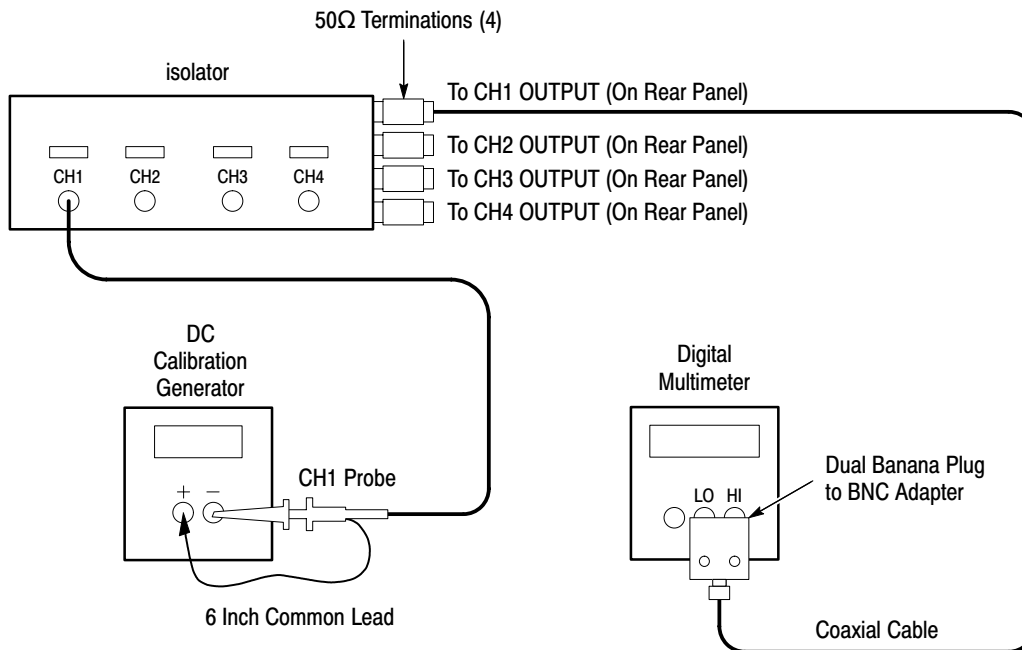 50Ω Terminations (4)
isolator
To CH1 OUTPUT (On Rear Panel)
To CH2 OUTPUT (On Rear Panel)
To CH3 OUTPUT (On Rear Panel)
To CH4 OUTPUT (On Rear Panel)
CH1 CH2 CH3 CH4
DC
Calibration
Generator
+ −
CH1 Probe
6 Inch Common Lead
Digital
Multimeter
LO HI
Dual Banana Plug
to BNC Adapter
Coaxial Cable